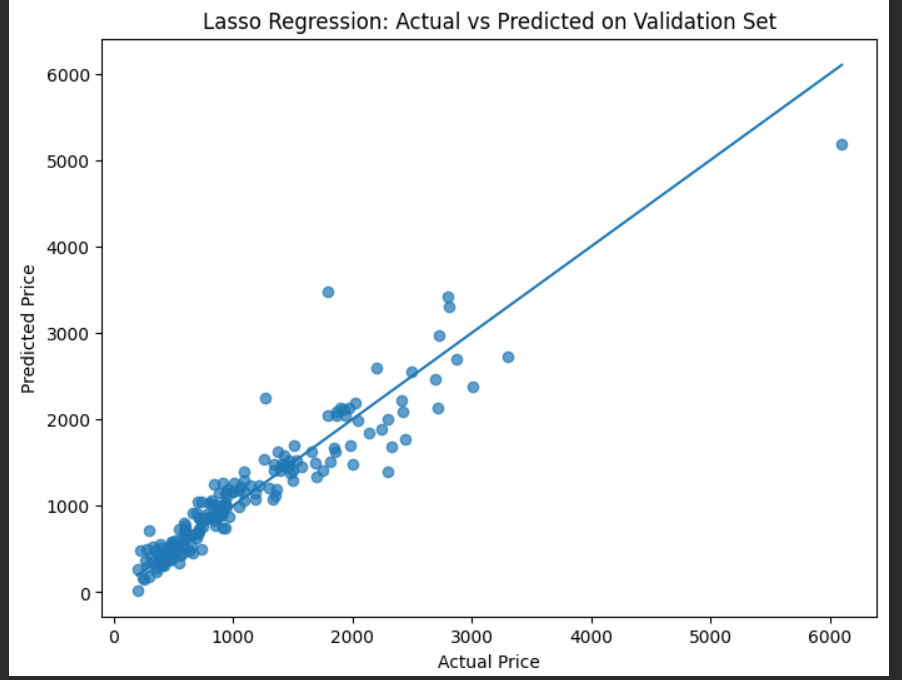 Lasso Regression: Actual vs Predicted on Validation Set
6000
5000
4000
3000
2000
1000
0
Predicted Price
0 1000 2000 3000 4000 5000 6000
Actual Price